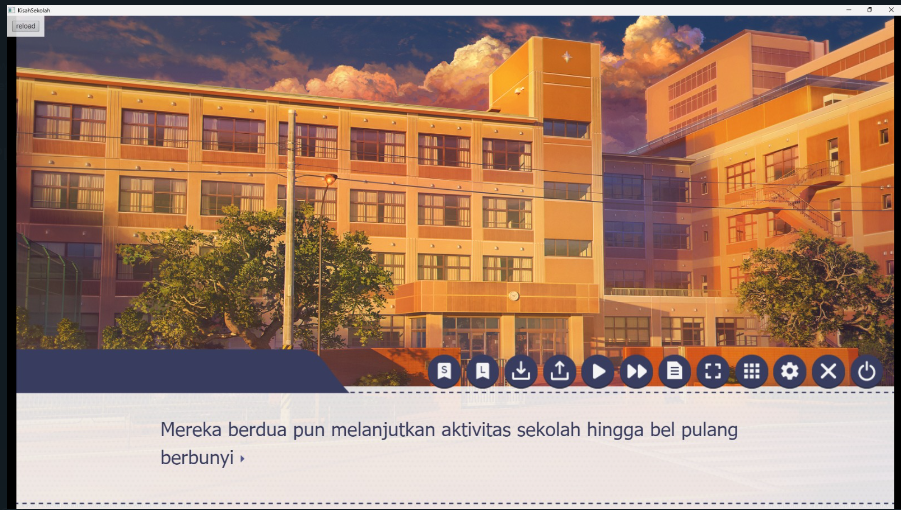 KisahSekolah
reload
S L
Mereka berdua pun melanjutkan aktivitas sekolah hingga bel pulang
berbunyi